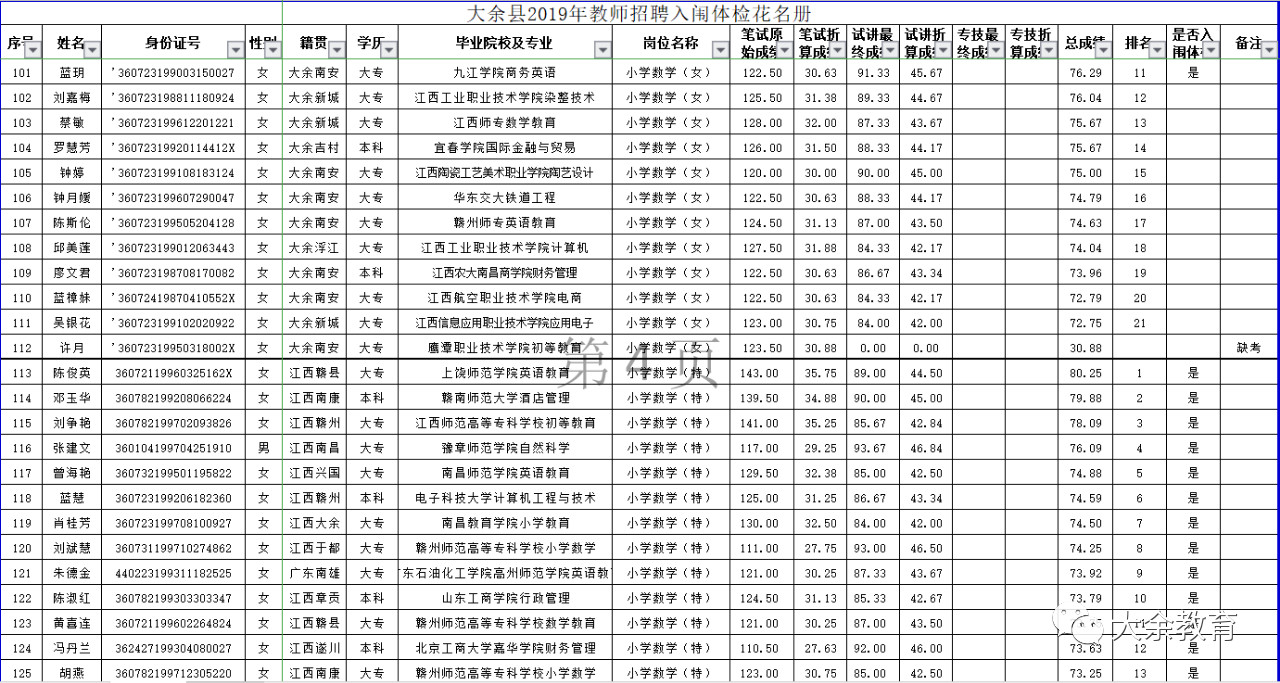 大余县2019年教师招聘入闱体检花名册
序号 姓名 身份证号 性别 籍贯 学历 毕业院校及专业 岗位名称 笔试原始成绩 笔试折算成绩 试讲最终成绩 试讲折算成绩 专技最终成绩 专技折算成绩 总成绩 排名 是否入闱体检 备注
101 蓝玥 '360723199003150027 女 大余南安 大专 九江学院商务英语 小学数学（女） 122.50 30.63 91.33 45.67 76.29 11 是
102 刘嘉梅 '360723198811180924 女 大余新城 大专 江西工业职业技术学院染整技术 小学数学（女） 125.50 31.38 89.33 44.67 76.04 12
103 蔡敏 '360723199612201221 女 大余新城 大专 江西师专数学教育 小学数学（女） 128.00 32.00 87.33 43.67 75.67 13
104 罗慧芳 '36072319920114412X 女 大余吉村 本科 宜春学院国际金融与贸易 小学数学（女） 126.00 31.50 88.33 44.17 75.67 14
105 钟婷 '360723199108183124 女 大余南安 大专 江西陶瓷工艺美术职业学院陶艺设计 小学数学（女） 120.00 30.00 90.00 45.00 75.00 15
106 钟月媛 '360723199607290047 女 大余南安 大专 华东交大铁道工程 小学数学（女） 122.50 30.63 88.33 44.17 74.79 16
107 陈斯伦 '360723199505204128 女 大余南安 大专 赣州师专英语教育 小学数学（女） 124.50 31.13 87.00 43.50 74.63 17
108 邱美莲 '360723199012063443 女 大余浮江 大专 江西工业职业技术学院计算机 小学数学（女） 127.50 31.88 84.33 42.17 74.04 18
109 廖文君 '360723198708170082 女 大余南安 本科 江西农大南昌商学院财务管理 小学数学（女） 122.50 30.63 86.67 43.34 73.96 19
110 蓝樟妹 '36072419870410552X 女 大余南安 大专 江西航空职业技术学院电商 小学数学（女） 122.50 30.63 84.33 42.17 72.79 20
111 吴银花 '360723199102020922 女 大余新城 大专 江西信息应用职业技术学院应用电子 小学数学（女） 123.00 30.75 84.00 42.00 72.75 21
112 许月 '36072319950318002X 女 大余南安 大专 鹰潭职业技术学院初等教育 小学数学（女） 123.50 30.88 0.00 0.00 30.88 缺考
第 4 页
113 陈俊英 36072119960325162X 女 江西赣县 大专 上饶师范学院英语教育 小学数学（特） 143.00 35.75 89.00 44.50 80.25 1 是
114 邓玉华 360782199208066224 女 江西南康 本科 赣南师范大学酒店管理 小学数学（特） 139.50 34.88 90.00 45.00 79.88 2 是
115 刘争艳 360782199702093826 女 江西赣州 大专 江西师范高等专科学校初等教育 小学数学（特） 141.00 35.25 85.67 42.84 78.09 3 是
116 张建文 360104199704251910 男 江西南昌 大专 豫章师范学院自然科学 小学数学（特） 117.00 29.25 93.67 46.84 76.09 4 是
117 曾海艳 360732199501195822 女 江西兴国 大专 南昌师范学院英语教育 小学数学（特） 129.50 32.38 85.00 42.50 74.88 5 是
118 蓝慧 360723199206182360 女 江西赣州 本科 电子科技大学计算机工程与技术 小学数学（特） 125.00 31.25 86.67 43.34 74.59 6 是
119 肖桂芳 360723199708100927 女 江西大余 大专 南昌教育学院小学教育 小学数学（特） 130.00 32.50 84.00 42.00 74.50 7 是
120 刘斌慧 360731199710274862 女 江西于都 大专 赣州师范高等专科学校小学数学 小学数学（特） 111.00 27.75 93.00 46.50 74.25 8 是
121 朱德金 440223199311182525 女 广东南雄 大专 东石油化工学院高州师范学院英语教 小学数学（特） 121.00 30.25 87.33 43.67 73.92 9 是
122 陈淑红 360782199303303347 女 江西章贡 本科 山东工商学院行政管理 小学数学（特） 124.50 31.13 85.33 42.67 73.79 10 是
123 黄喜连 360721199602264824 女 江西赣县 大专 赣州师范高等专科学校数学教育 小学数学（特） 121.00 30.25 87.00 43.50 是
124 冯丹兰 362427199304080027 女 江西遂川 本科 北京工商大学嘉华学院财务管理 小学数学（特） 110.50 27.63 92.00 46.00 73.63 12 是
125 胡燕 360782199712305220 女 江西南康 大专 赣州师范高等专科学校小学数学 小学数学（特） 123.00 30.75 85.00 42.50 73.25 13 是
大余教育